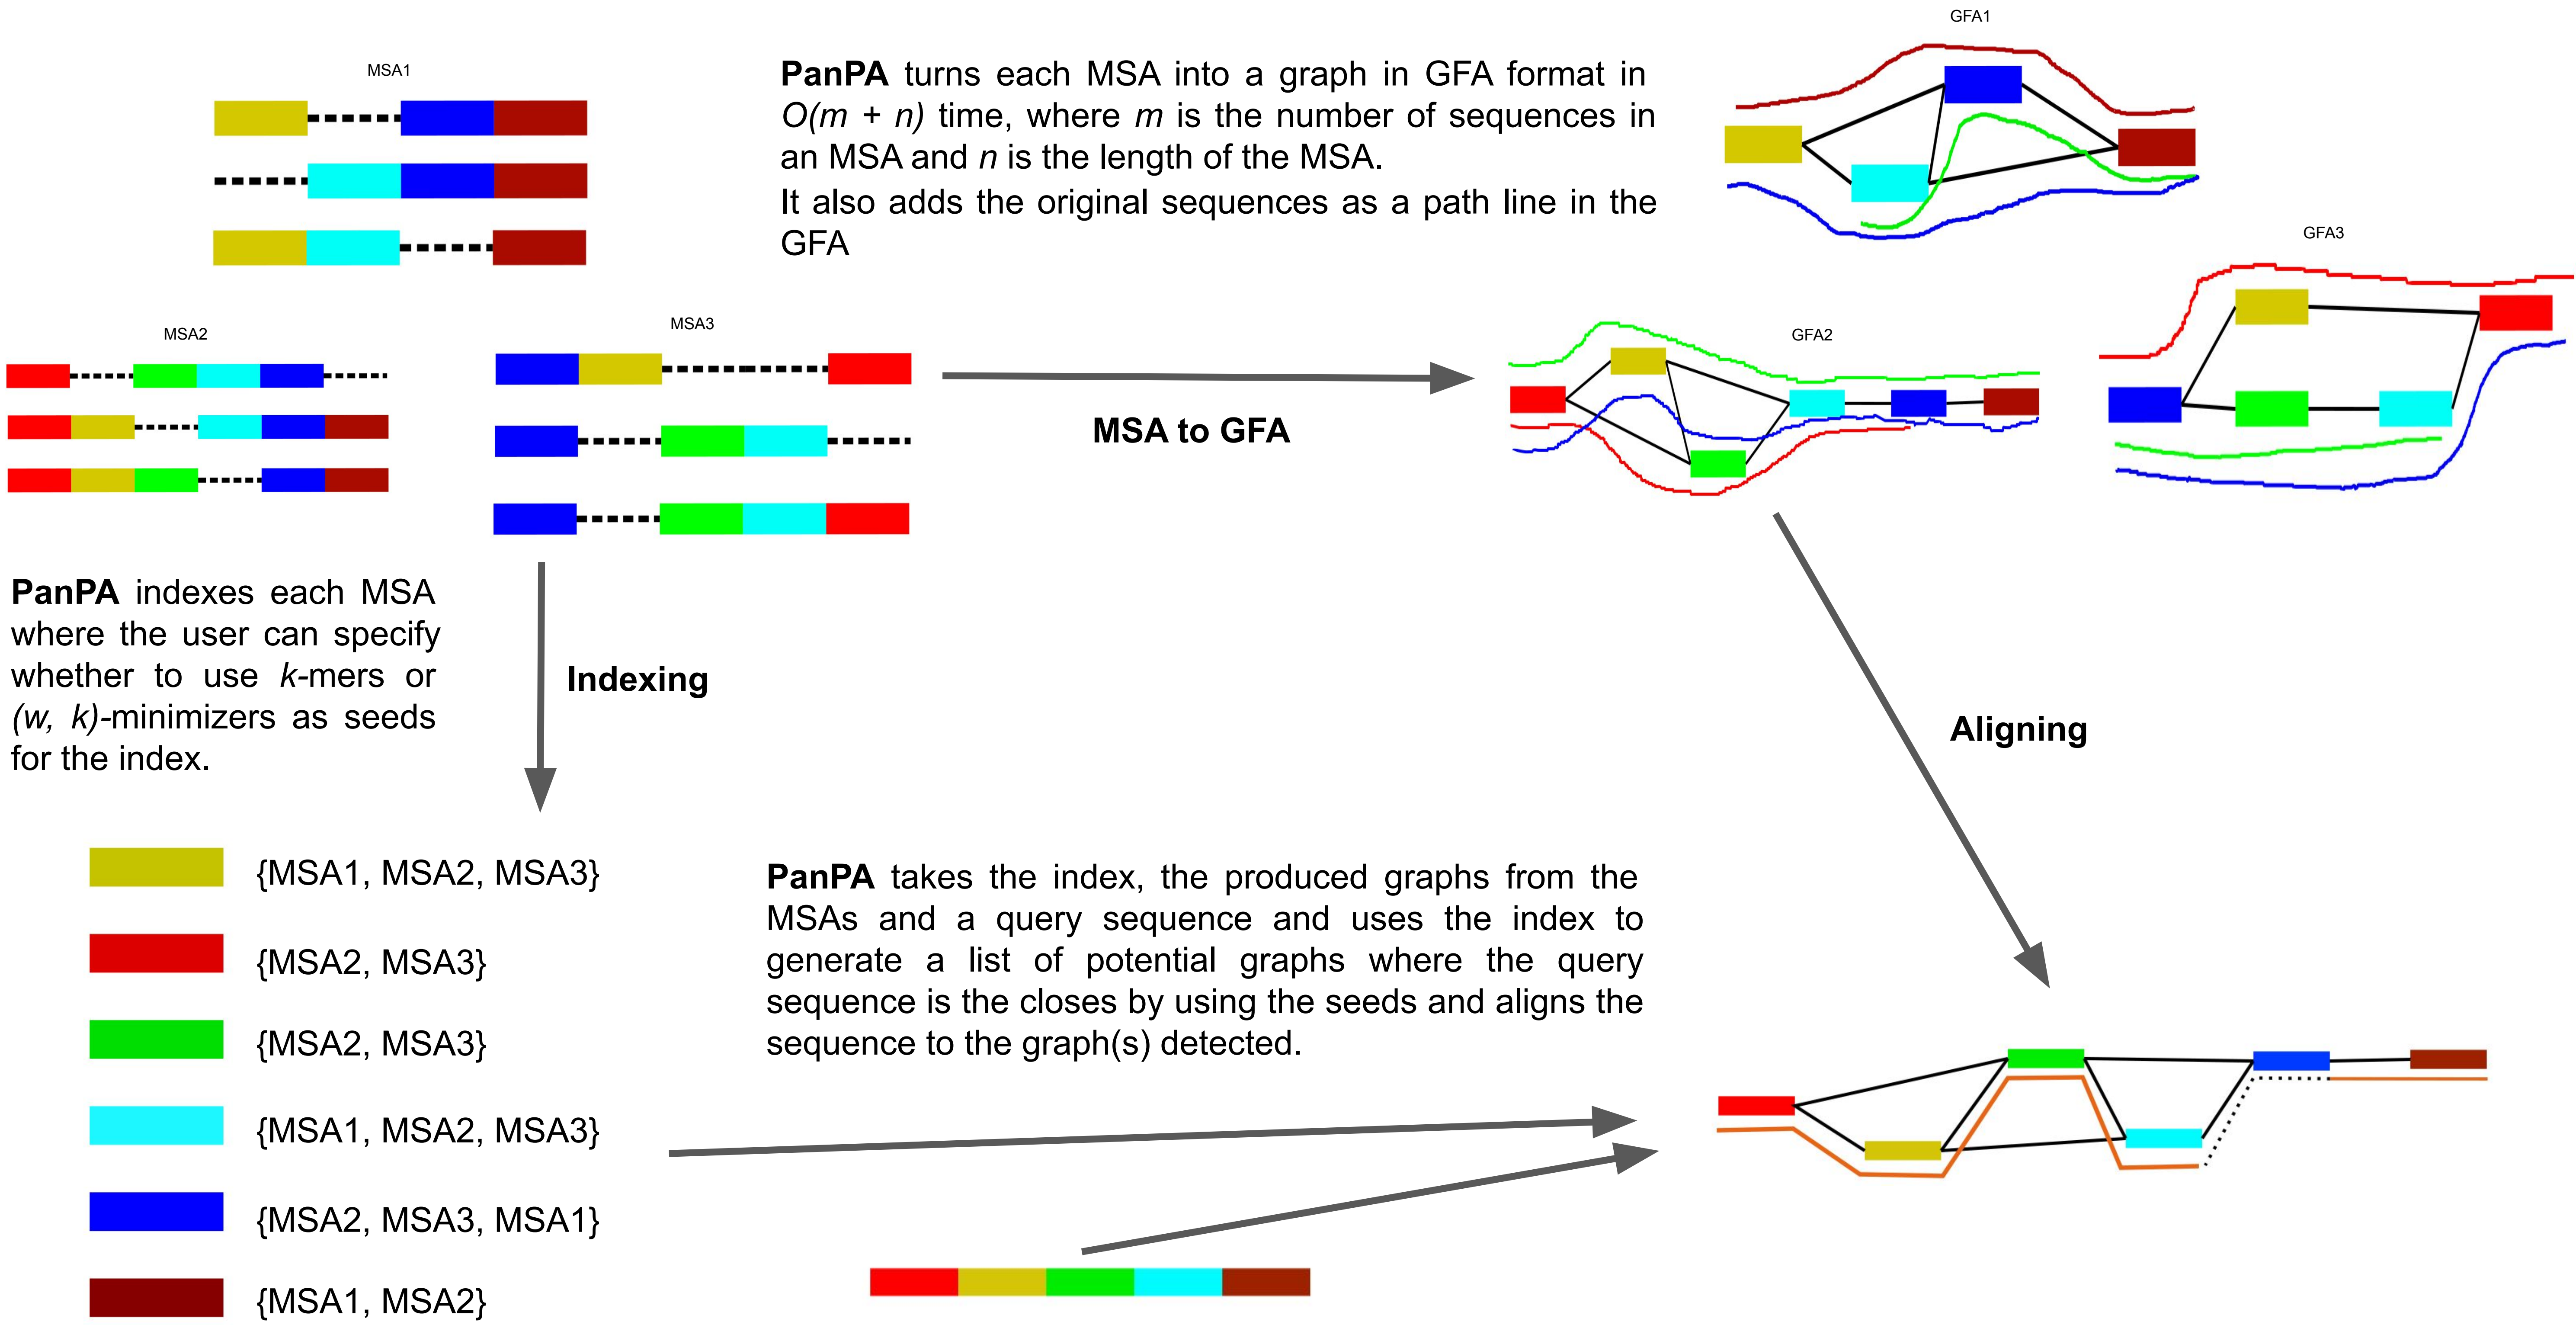 MSA1
PanPA turns each MSA into a graph in GFA format in
O(m + n) time, where m is the number of sequences in
an MSA and n is the length of the MSA.
It also adds the original sequences as a path line in the
GFA
GFA1
GFA3
MSA2
MSA3
GFA2
MSA to GFA
PanPA indexes each MSA
where the user can specify
whether to use k-mers or
(w, k)-minimizers as seeds
for the index.
Indexing
Aligning
{MSA1, MSA2, MSA3}
{MSA2, MSA3}
{MSA2, MSA3}
{MSA1, MSA2, MSA3}
{MSA2, MSA3, MSA1}
{MSA1, MSA2}
PanPA takes the index, the produced graphs from the
MSAs and a query sequence and uses the index to
generate a list of potential graphs where the query
sequence is the closes by using the seeds and aligns the
sequence to the graph(s) detected.